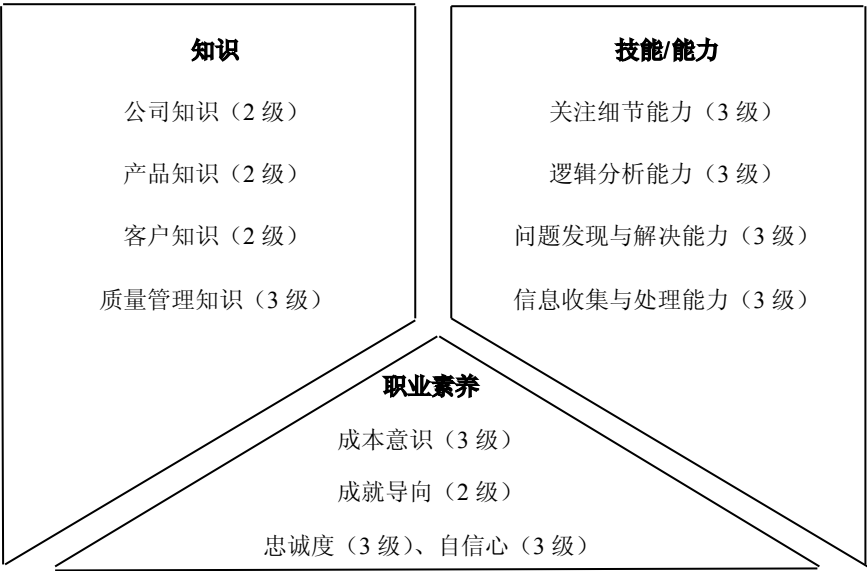 知识
公司知识（2 级）
产品知识（2 级）
客户知识（2 级）
质量管理知识（3 级）
技能/能力
关注细节能力（3 级）
逻辑分析能力（3 级）
问题发现与解决能力（3 级）
信息收集与处理能力（3 级）
职业素养
成本意识（3 级）
成就导向（2 级）
忠诚度（3 级）、自信心（3 级）